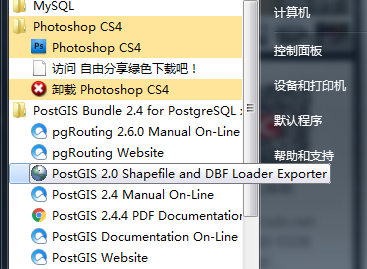 MySQL
Photoshop CS4
Photoshop CS4
访问 自由分享绿色下载吧！
卸载 Photoshop CS4
PostGIS Bundle 2.4 for PostgreSQL x
pgRouting 2.6.0 Manual On-Line
pgRouting Website
PostGIS 2.0 Shapefile and DBF Loader Exporter
PostGIS 2.4 Manual On-Line
PostGIS 2.4.4 PDF Documentation
PostGIS Documentation On-Line
PostGIS Website
计算机
控制面板
设备和打印机
默认程序
帮助和支持